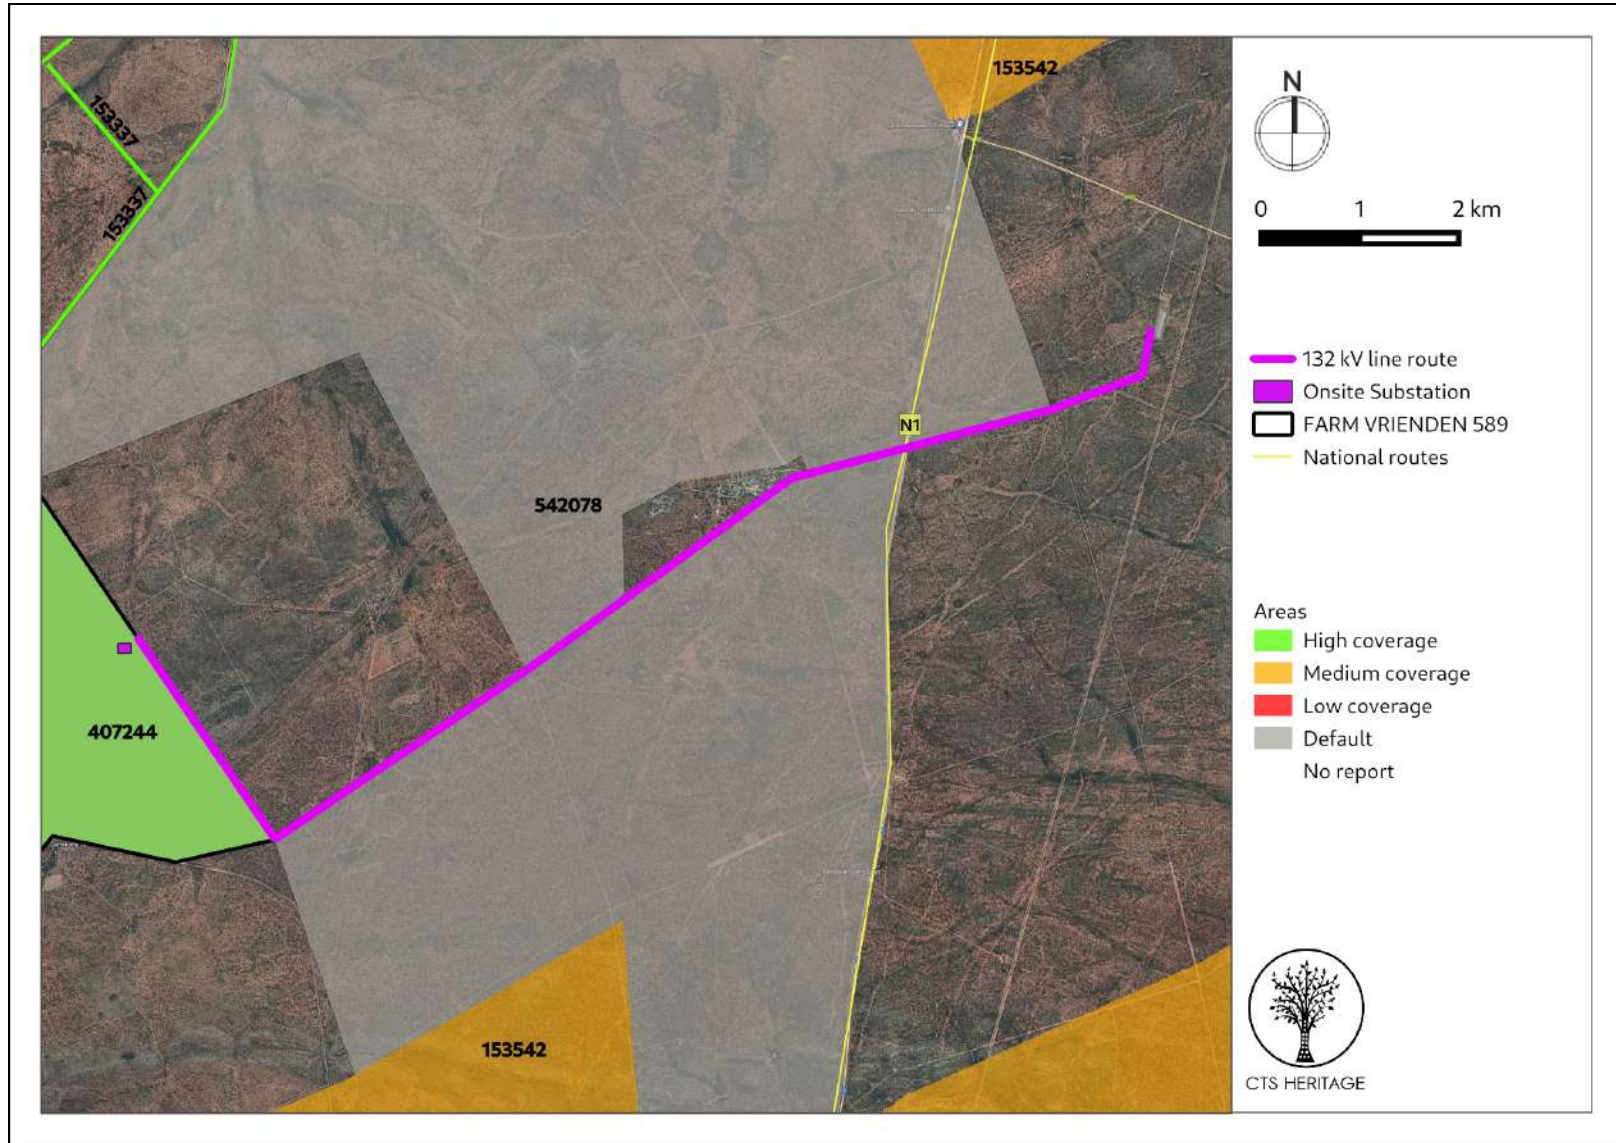 153542
153337
153337
N1
542078
407244
153542
N
0 1 2 km
132 kV line route
Onsite Substation
FARM VRIENDEN 589
National routes
Areas
High coverage
Medium coverage
Low coverage
Default
No report
CTS HERITAGE